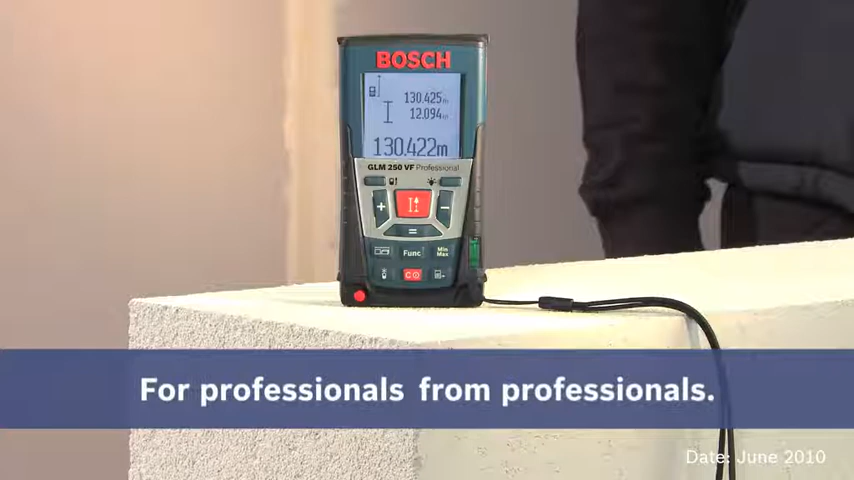 BOSCH
130.425m
12.094m
130.422m
GLM 250 VF Professional
+
−
=
Func
Min
Max
C
For professionals from professionals.
Date: June 2010